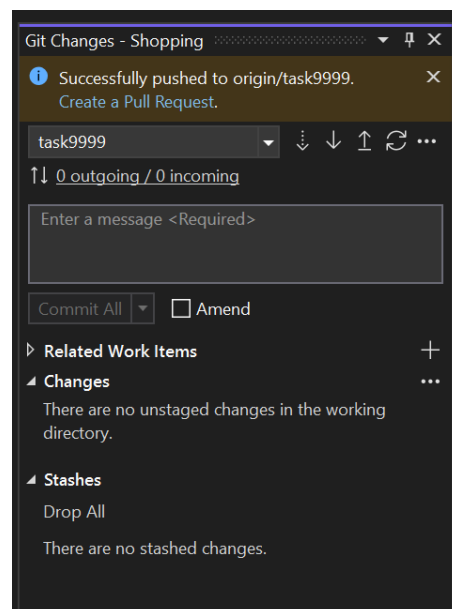 Git Changes - Shopping
Successfully pushed to origin/task9999.
Create a Pull Request.
task9999
0 outgoing / 0 incoming
Enter a message <Required>
Commit All
Amend
Related Work Items
Changes
There are no unstaged changes in the working
directory.
Stashes
Drop All
There are no stashed changes.